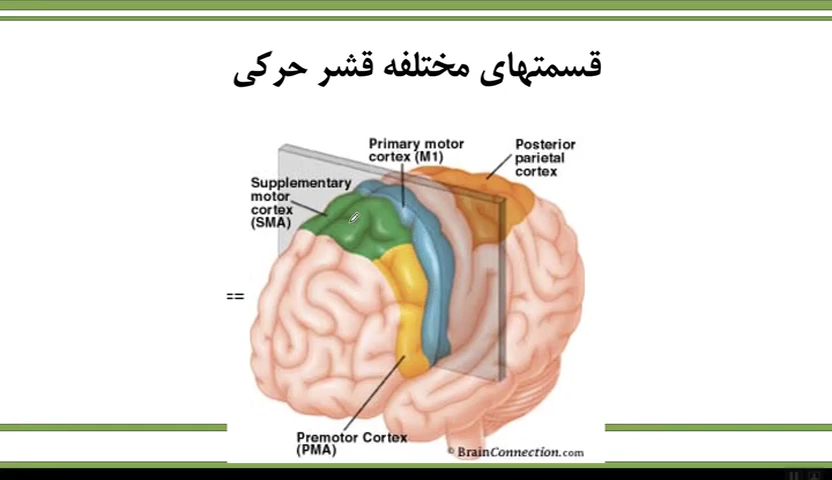 قسمتهای مختلفه قشر حرکی
Primary motor
cortex (M1)
Posterior
parietal
cortex
Supplementary
motor
cortex
(SMA)
==
Premotor Cortex
(PMA)
© BrainConnection.com